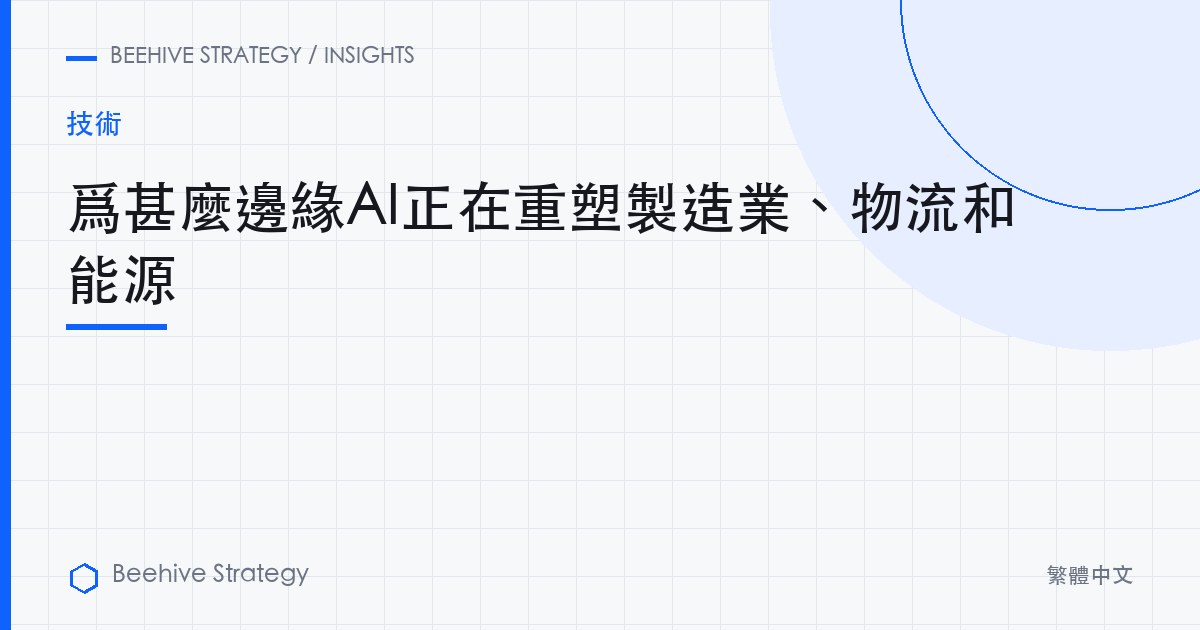 BEEHIVE STRATEGY / INSIGHTS
技術
爲甚麼邊緣AI正在重塑製造業、物流和
能源
Beehive Strategy
繁體中文